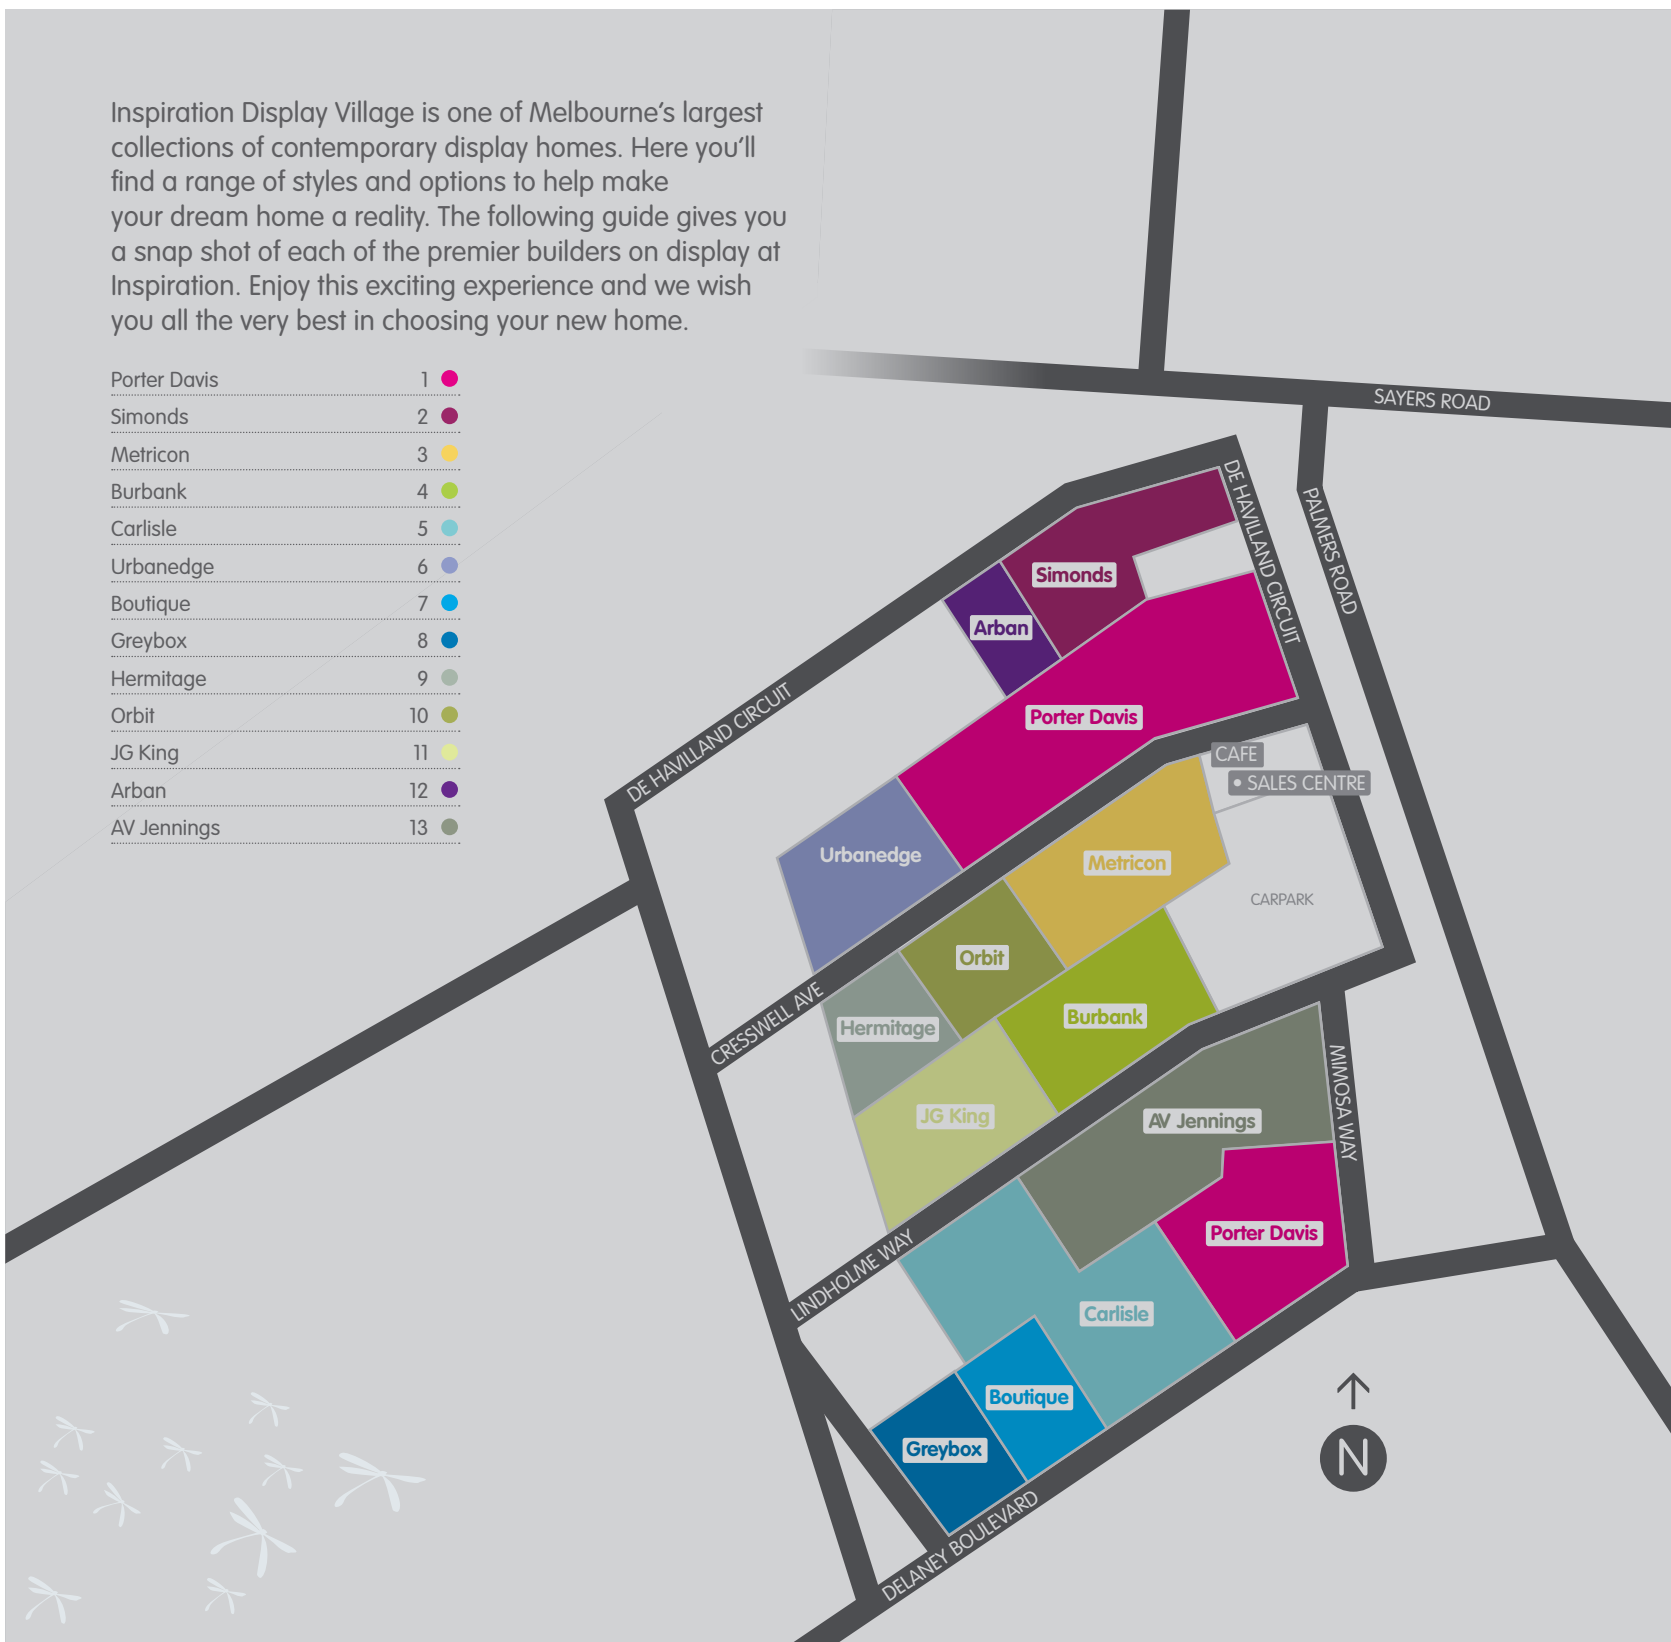 Inspiration Display Village is one of Melbourne's largest
collections of contemporary display homes. Here you'll
find a range of styles and options to help make
your dream home a reality. The following guide gives you
a snap shot of each of the premier builders on display at
Inspiration. Enjoy this exciting experience and we wish
you all the very best in choosing your new home.
Porter Davis 1
Simonds 2
Metricon 3
Burbank 4
Carlisle 5
Urbanedge 6
Boutique 7
Greybox 8
Hermitage 9
Orbit 10
JG King 11
Arban 12
AV Jennings 13
SAYERS ROAD
DE HAVILLAND CIRCUIT
PALMERS ROAD
Simonds
Arban
DE HAVILLAND CIRCUIT
Porter Davis
CAFE
• SALES CENTRE
Urbanedge
Metricon
CARPARK
Orbit
CRESSWELL AVE
Hermitage
Burbank
MIMOSA WAY
JG King
AV Jennings
LINDHOLME WAY
Porter Davis
Carlisle
Boutique
Greybox
N
DELANEY BOULEVARD